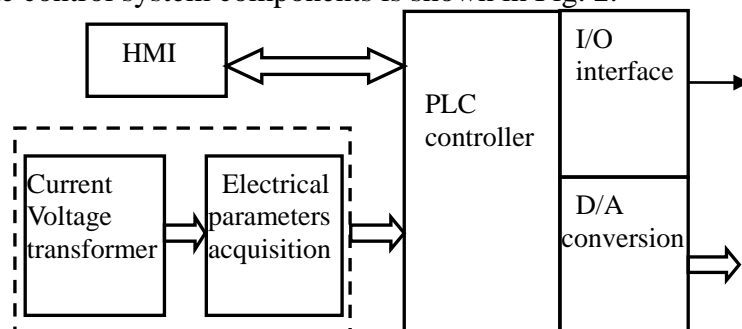 control system components is shown in Fig. 2.
HMI
I/O
interface
PLC
controller
Current
Voltage
transformer
Electrical
parameters
acquisition
D/A
conversion